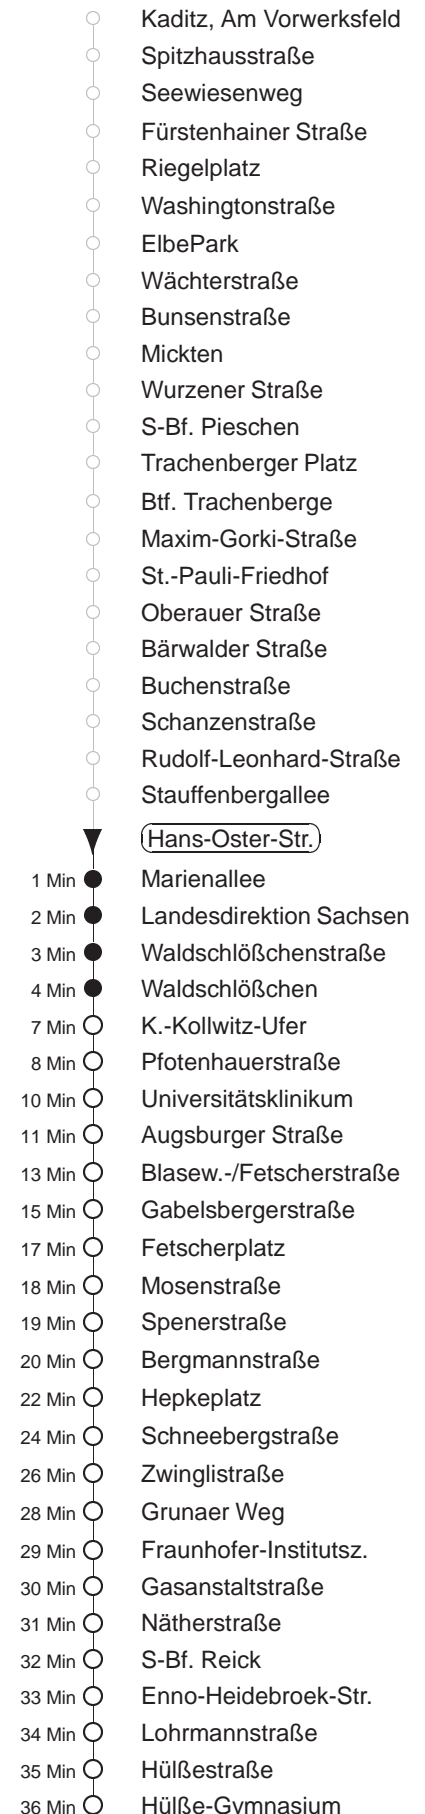 Kaditz, Am Vorwerksfeld
Spitzhausstraße
Seewiesenweg
Fürstenhainer Straße
Riegelplatz
Washingtonstraße
ElbePark
Wächterstraße
Bunsenstraße
Mickten
Wurzener Straße
S-Bf. Pieschen
Trachenberger Platz
Btf. Trachenberge
Maxim-Gorki-Straße
St.-Pauli-Friedhof
Oberauer Straße
Bärwalder Straße
Buchenstraße
Schanzenstraße
Rudolf-Leonhard-Straße
Stauffenbergallee
Hans-Oster-Str.
1 Min Marienallee
2 Min Landesdirektion Sachsen
3 Min Waldschlößchenstraße
4 Min Waldschlößchen
7 Min K.-Kollwitz-Ufer
8 Min Pfotenhauerstraße
10 Min Universitätsklinikum
11 Min Augsburger Straße
13 Min Blasew.-/Fetscherstraße
15 Min Gabelsbergerstraße
17 Min Fetscherplatz
18 Min Mosenstraße
19 Min Spenerstraße
20 Min Bergmannstraße
22 Min Hepkeplatz
24 Min Schneebergstraße
26 Min Zwinglistraße
28 Min Grunaer Weg
29 Min Fraunhofer-Institutsz.
30 Min Gasanstaltstraße
31 Min Nätherstraße
32 Min S-Bf. Reick
33 Min Enno-Heidebroek-Str.
34 Min Lohrmannstraße
35 Min Hülßestraße
36 Min Hülße-Gymnasium